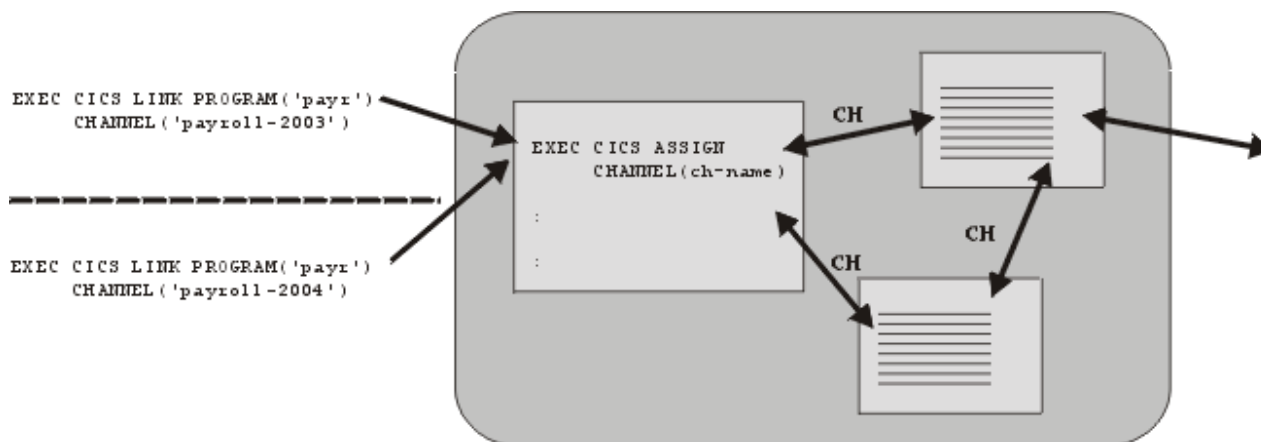 EXEC CICS LINK PROGRAM('payr')
CHANNEL('payroll-2003')
EXEC CICS LINK PROGRAM('payr')
CHANNEL('payroll-2004')
EXEC CICS ASSIGN
CHANNEL(ch-name)
:
:
CH
CH
CH